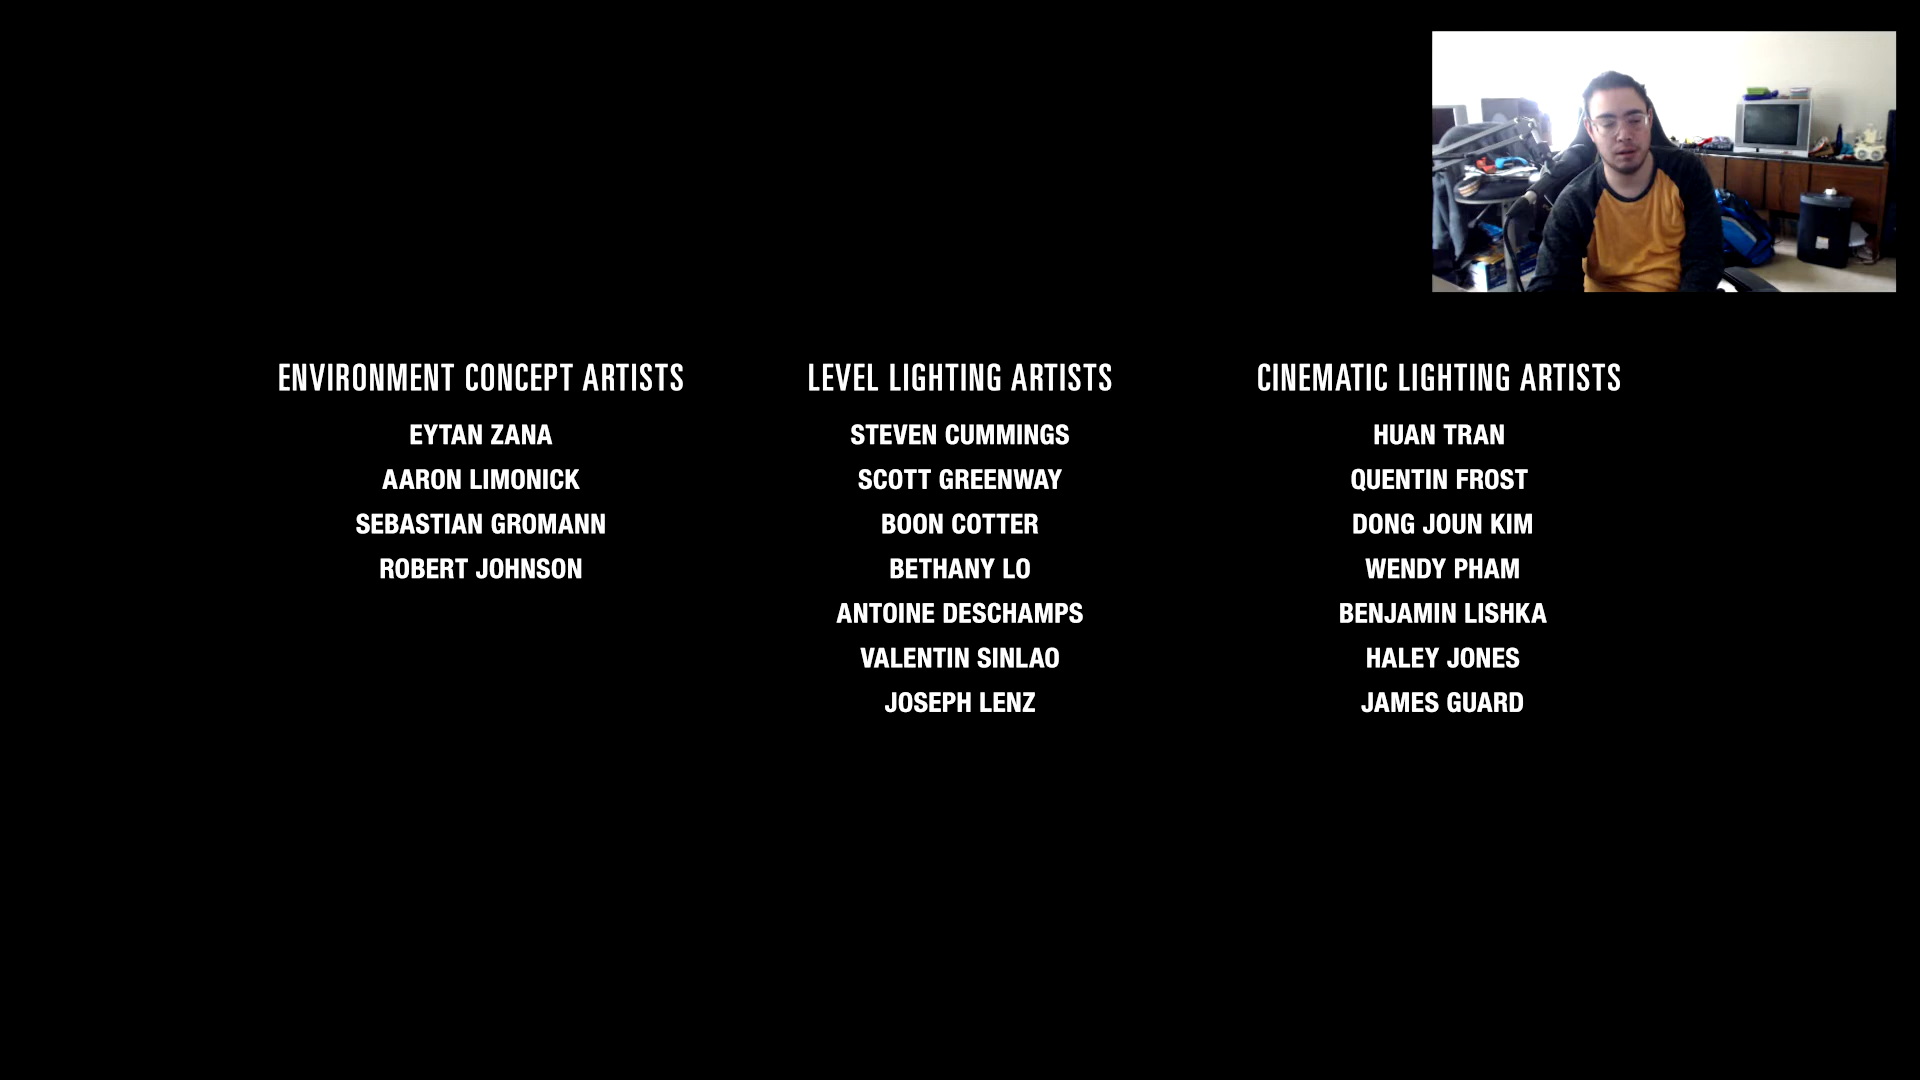 ENVIRONMENT CONCEPT ARTISTS
EYTAN ZANA
AARON LIMONICK
SEBASTIAN GROMANN
ROBERT JOHNSON
LEVEL LIGHTING ARTISTS
STEVEN CUMMINGS
SCOTT GREENWAY
BOON COTTER
BETHANY LO
ANTOINE DESCHAMPS
VALENTIN SINLAO
JOSEPH LENZ
CINEMATIC LIGHTING ARTISTS
HUAN TRAN
QUENTIN FROST
DONG JOUN KIM
WENDY PHAM
BENJAMIN LISHKA
HALEY JONES
JAMES GUARD